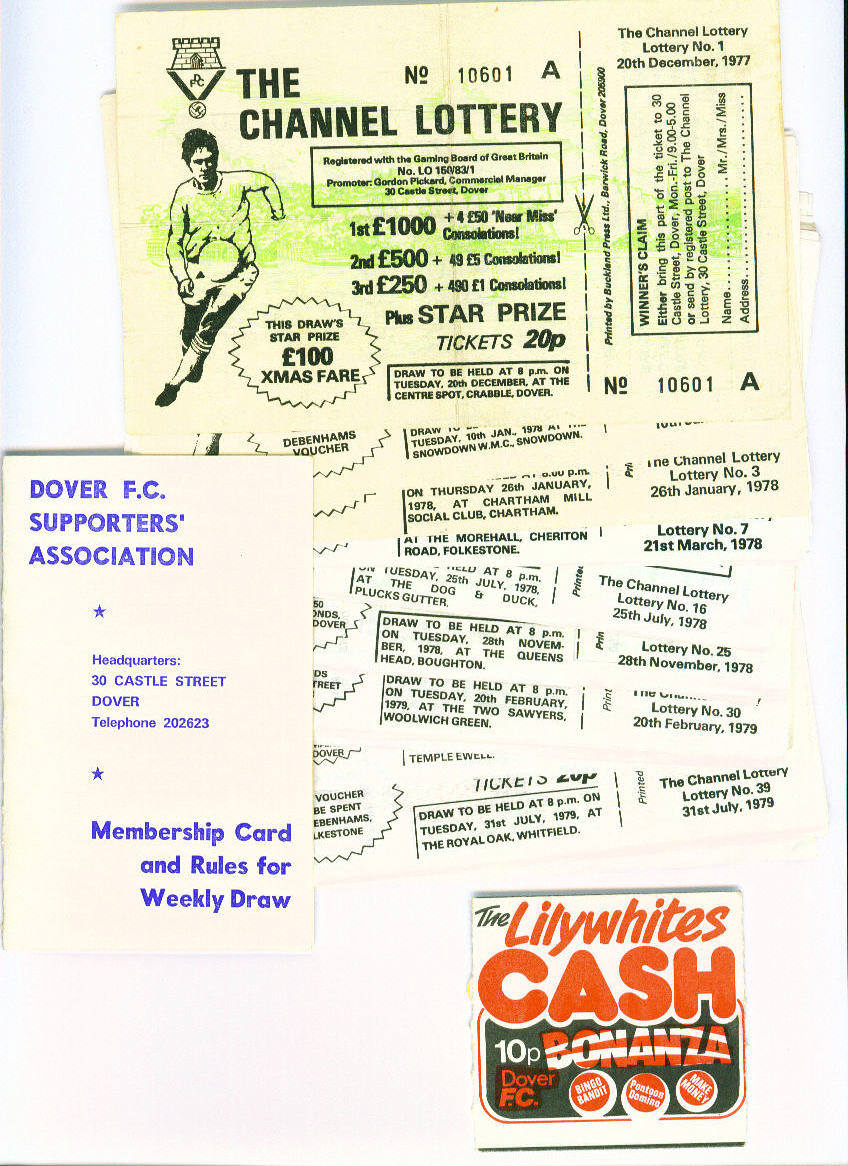 THE
CHANNEL LOTTERY
Nº 10601 A
Registered with the Gaming Board of Great Britain
No. LO 150/83/1
Promoter: Gordon Pickard, Commercial Manager
30 Castle Street, Dover
1st £1000 + 4 £50 'Near Miss' Consolations!
2nd £500 + 49 £5 Consolations!
3rd £250 + 490 £1 Consolations!
Plus STAR PRIZE
TICKETS 20p
THIS DRAW'S
STAR PRIZE
£100
XMAS FARE
DRAW TO BE HELD AT 8 p.m. ON
TUESDAY, 20th DECEMBER, AT THE
CENTRE SPOT, CRABBLE, DOVER.
Printed by Buckland Press Ltd., Barwick Road, Dover 205900
The Channel Lottery
Lottery No. 1
20th December, 1977
WINNER'S CLAIM
Either bring this part of the ticket to 30
Castle Street, Dover, Mon.-Fri./9.00-5.00
or send by registered post to The Channel
Lottery, 30 Castle Street, Dover
Name.......... Mr./Mrs./Miss
Address..........
Nº 10601 A
DEBENHAMS
VOUCHER
TUESDAY, 10th JAN., 1978 AT
SNOWDOWN W.M.C., SNOWDOWN.
ON THURSDAY 26th JANUARY,
1978, AT CHARTHAM MILL
SOCIAL CLUB, CHARTHAM.
The Channel Lottery
Lottery No. 3
26th January, 1978
AT THE MOREHALL, CHERITON
ROAD, FOLKESTONE.
Lottery No. 7
21st March, 1978
ON TUESDAY, 25th JULY, 1978,
AT THE DOG & DUCK,
PLUCKS GUTTER.
Printed
The Channel Lottery
Lottery No. 16
25th July, 1978
DOVER
DRAW TO BE HELD AT 8 p.m.
ON TUESDAY, 28th NOVEM-
BER, 1978, AT THE QUEENS
HEAD, BOUGHTON.
Lottery No. 25
28th November, 1978
DRAW TO BE HELD AT 8 p.m.
ON TUESDAY, 20th FEBRUARY,
1979, AT THE TWO SAWYERS,
WOOLWICH GREEN.
Lottery No. 30
20th February, 1979
DOVER
TEMPLE EWELL.
VOUCHER
BE SPENT
EBENHAMS,
LKESTONE
TICKETS 20p
DRAW TO BE HELD AT 8 p.m. ON
TUESDAY, 31st JULY, 1979, AT
THE ROYAL OAK, WHITFIELD.
Printed
The Channel Lottery
Lottery No. 39
31st July, 1979
DOVER F.C.
SUPPORTERS'
ASSOCIATION
Headquarters:
30 CASTLE STREET
DOVER
Telephone 202623
Membership Card
and Rules for
Weekly Draw
The Lilywhites
CASH
10p BONANZA
Dover
F.C.
BINGO
BANDIT
Pontoon
Domino
MAKE
MONEY